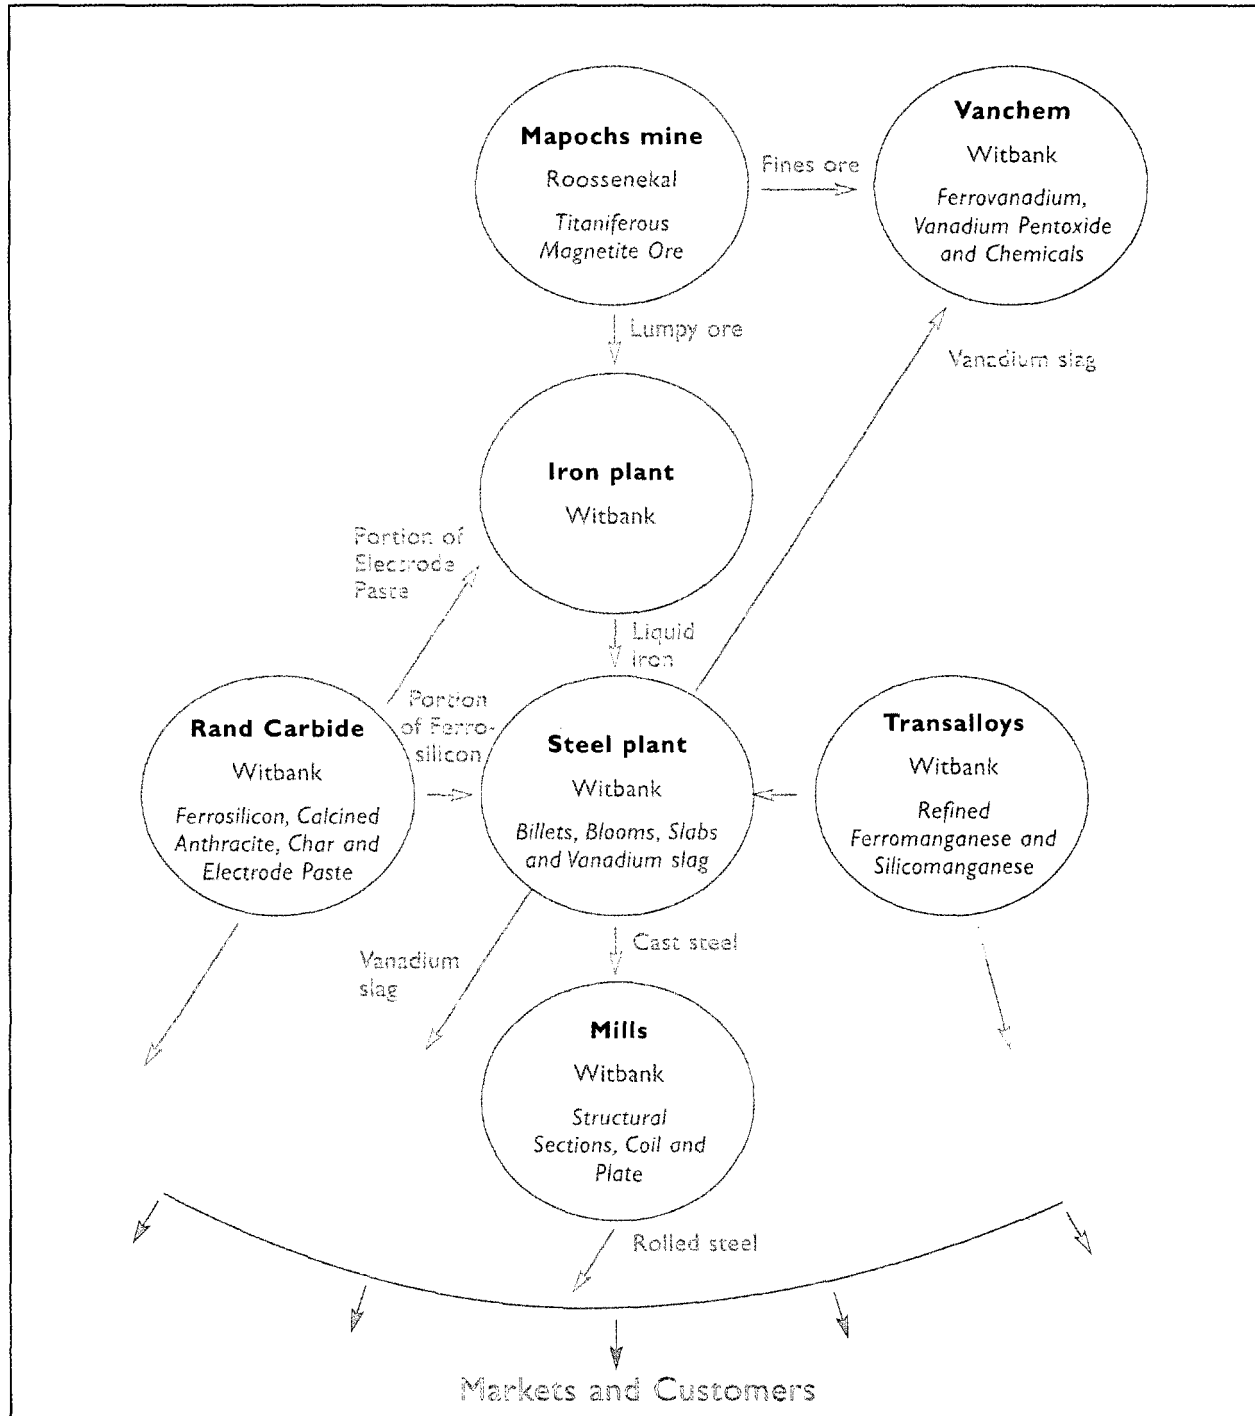 Mapochs mine
Roossenekal
Titaniferous
Magnetite Ore
Fines ore
Vanchem
Witbank
Ferrovanadium,
Vanadium Pentoxide
and Chemicals
Lumpy ore
Vanadium slag
Iron plant
Witbank
Portion of
Electrode
Paste
Liquid
iron
Rand Carbide
Witbank
Ferrosilicon, Calcined
Anthracite, Char and
Electrode Paste
Portion
of Ferro-
silicon
Steel plant
Witbank
Billets, Blooms, Slabs
and Vanadium slag
Transalloys
Witbank
Refined
Ferromanganese and
Silicomanganese
Vanadium
slag
Cast steel
Mills
Witbank
Structural
Sections, Coil and
Plate
Rolled steel
Markets and Customers